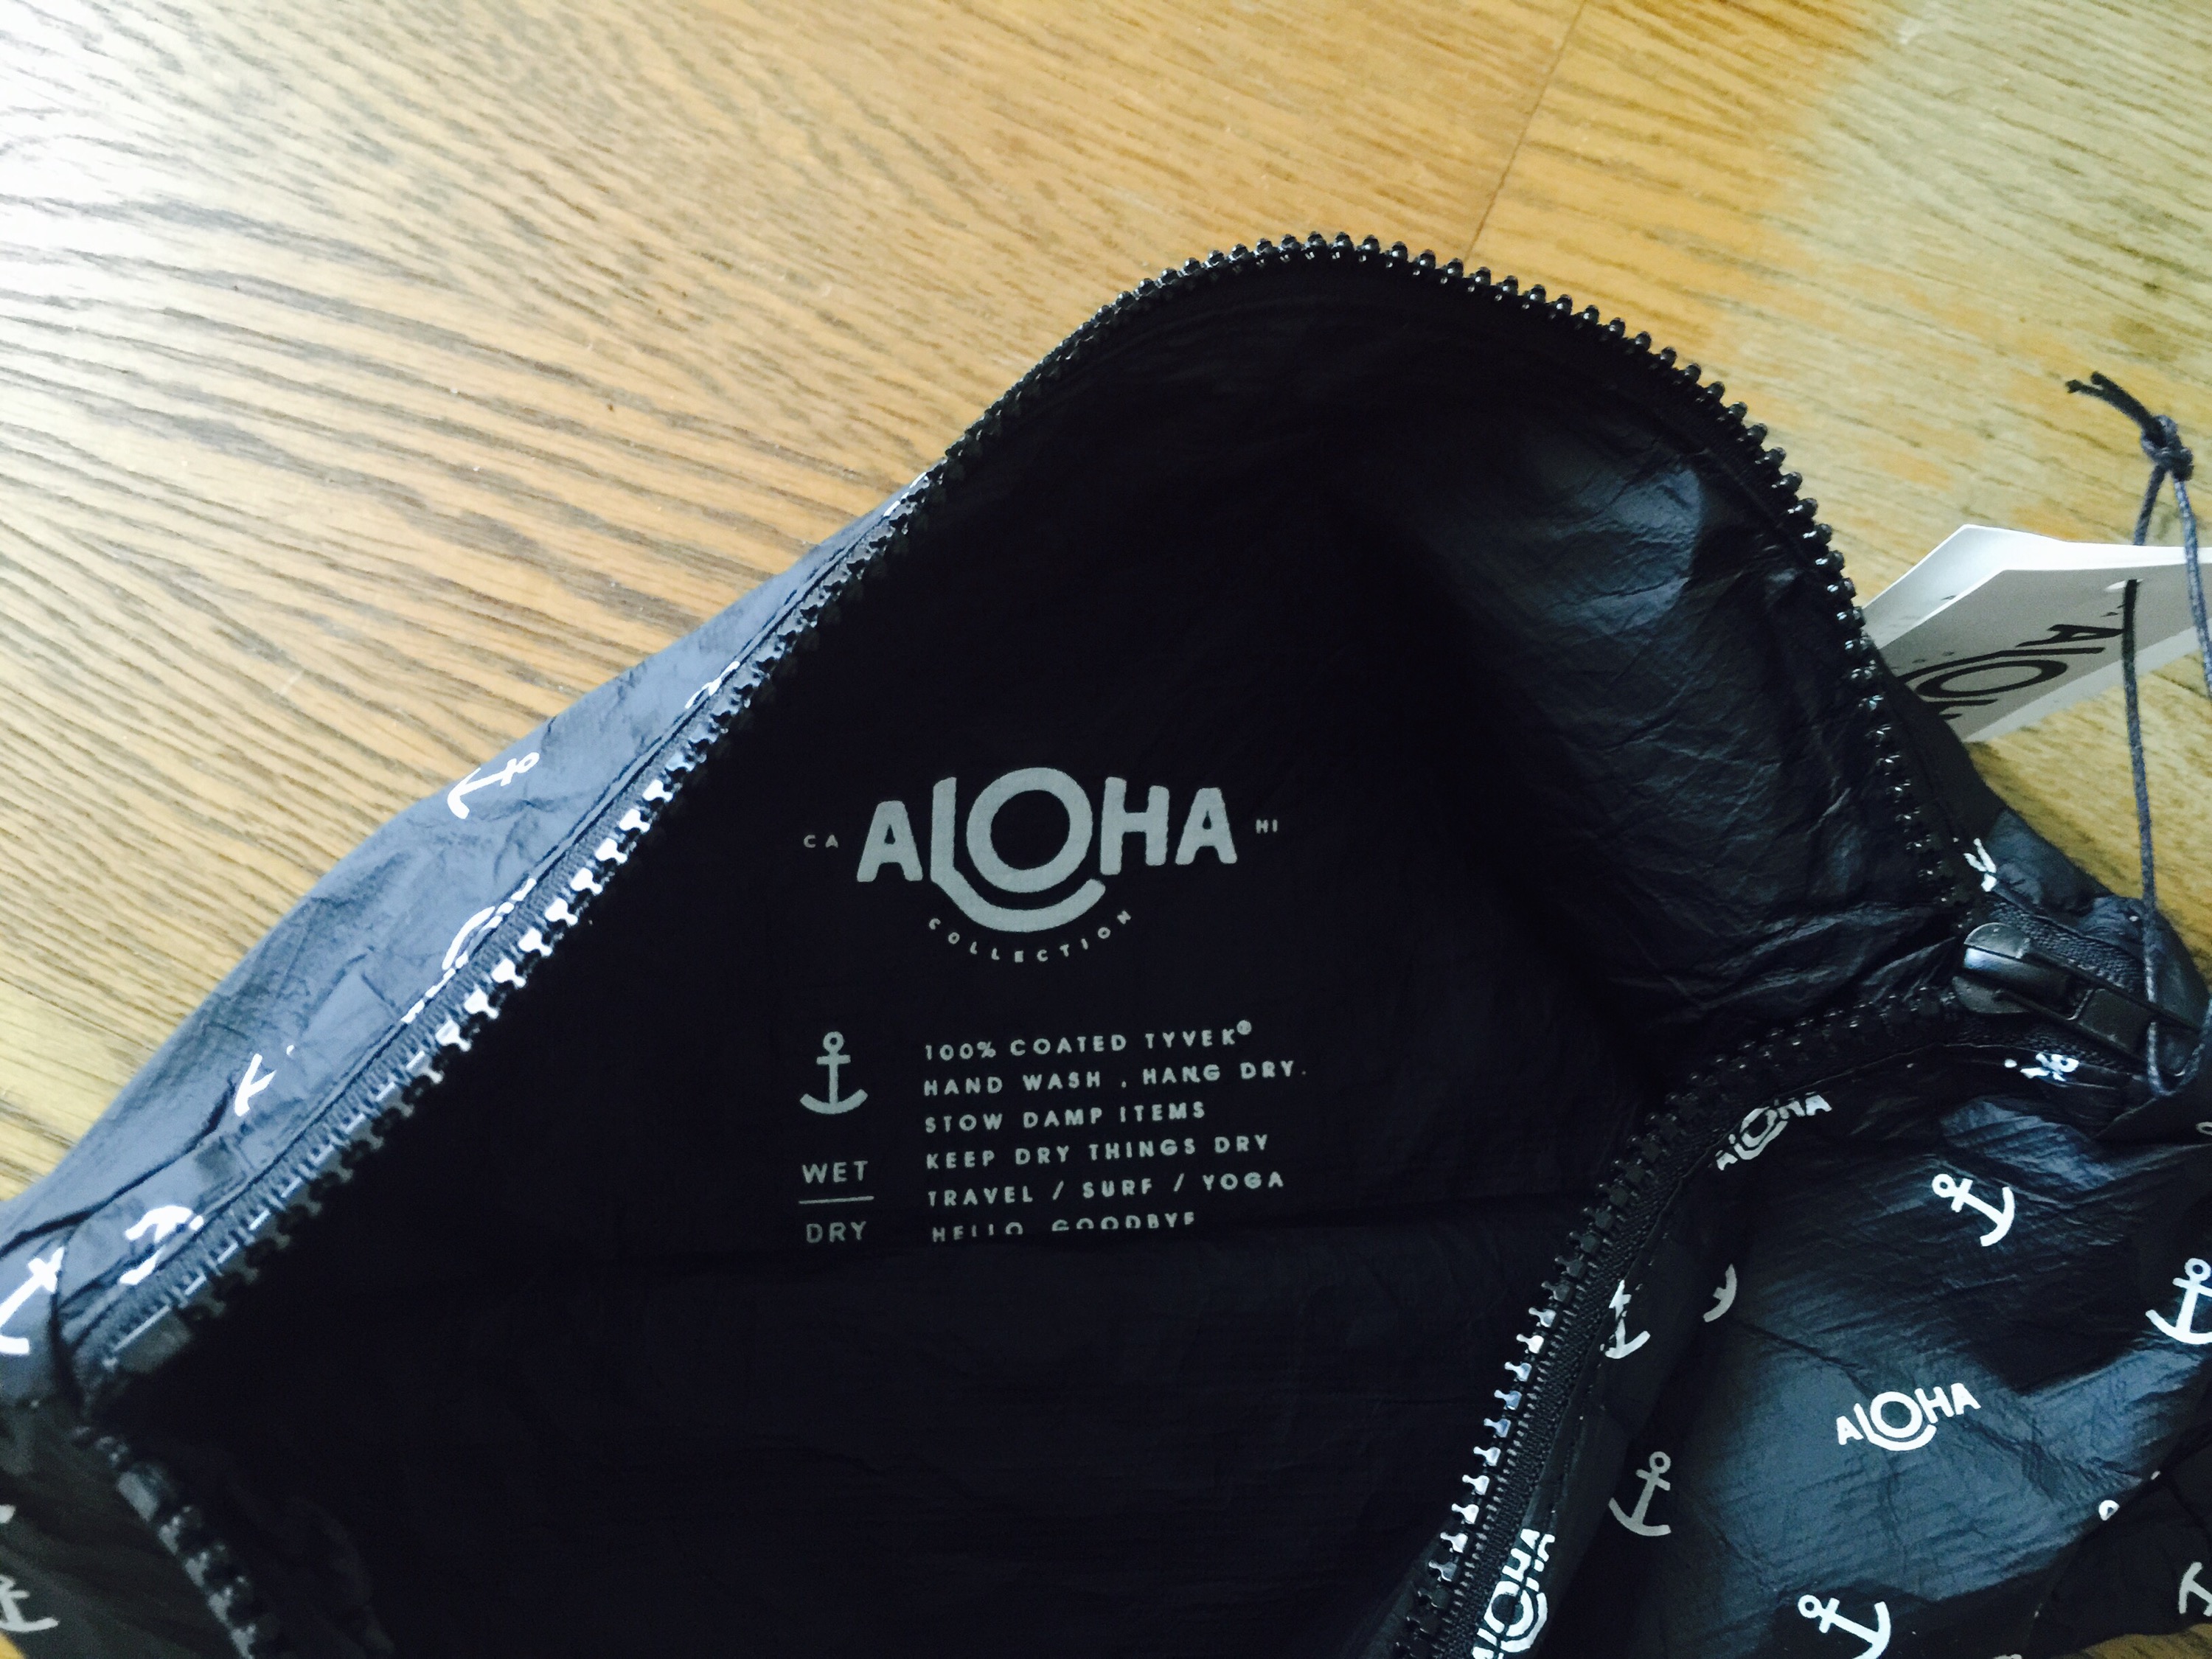 CA ALOHA HI
COLLECTION
100% COATED TYVEK®
HAND WASH , HANG DRY.
STOW DAMP ITEMS
KEEP DRY THINGS DRY
TRAVEL / SURF / YOGA
HELLO GOODBYE
WET
DRY
ALOHA
ALOHA
ALOHA